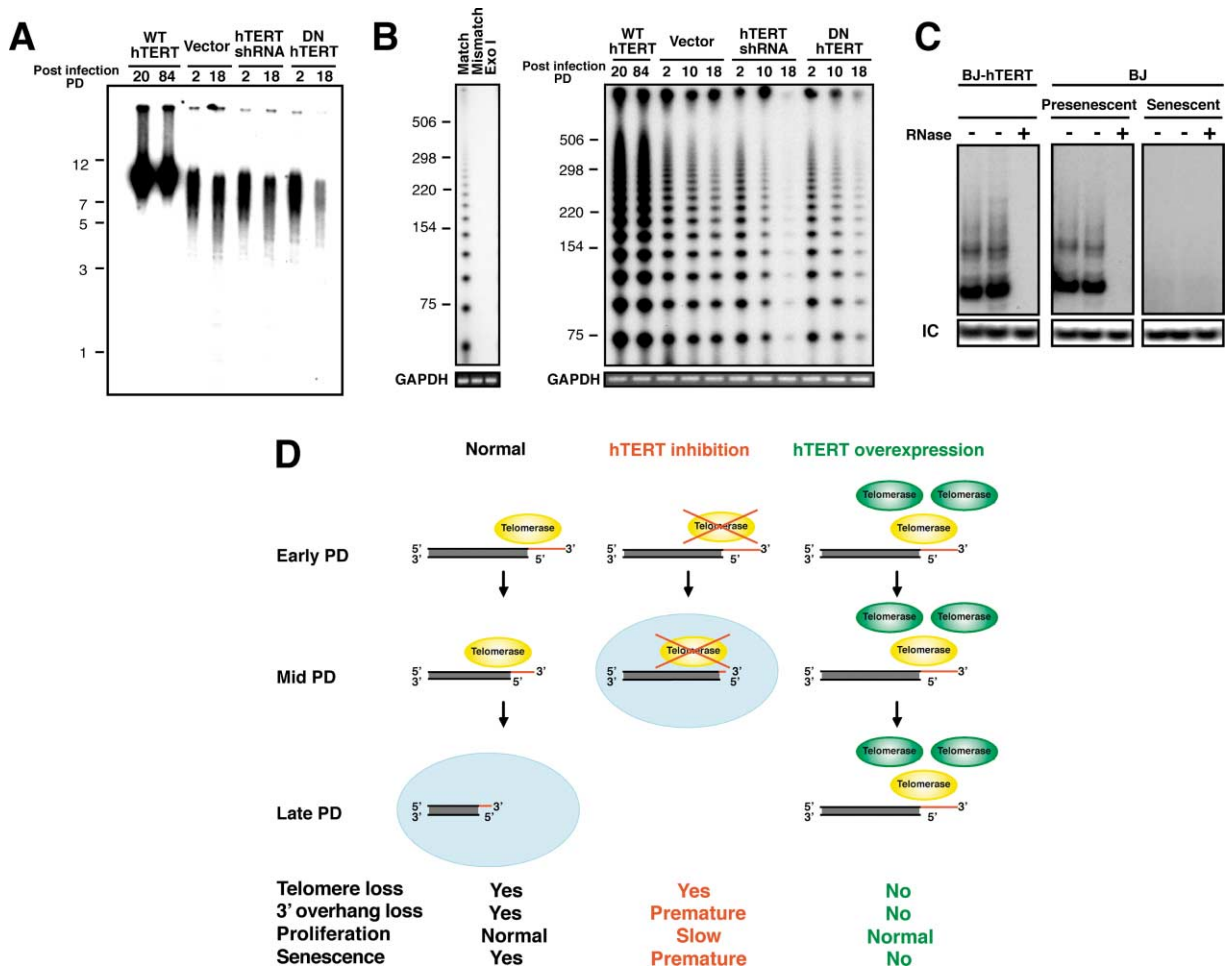 A
WT hTERT Vector hTERT shRNA DN hTERT
Post infection PD 20 84 2 18 2 18 2 18
12
7
5
3
1
B
Match Mismatch Exo I
506
298
220
154
75
GAPDH
WT hTERT Vector hTERT shRNA DN hTERT
Post infection PD 20 84 2 10 18 2 10 18 2 10 18
506
298
220
154
75
GAPDH
C
BJ-hTERT BJ
Presenescent Senescent
RNase - - + - - + - - +
IC
D
Normal hTERT inhibition hTERT overexpression
Telomerase Telomerase
Telomerase Telomerase Telomerase
Early PD 5’ 3’ 5’ 3’ 5’ 3’
3’ 5’ 3’ 5’ 3’ 5’
Telomerase Telomerase
Telomerase Telomerase Telomerase
Mid PD 5’ 3’ 5’ 3’ 5’ 3’
3’ 5’ 3’ 5’ 3’ 5’
Telomerase Telomerase
Telomerase
Late PD 5’ 3’ 5’ 3’
3’ 5’ 3’ 5’
Telomere loss Yes Yes No
3’ overhang loss Yes Premature No
Proliferation Normal Slow Normal
Senescence Yes Premature No